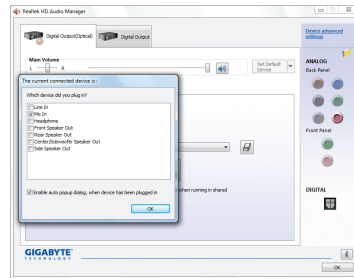 Realtek HD Audio Manager
Digital Output(Optical)
Digital Output
Device advanced
settings
Main Volume
L
R
Set Default
Device
ANALOG
Back Panel
The current connected device is :
Which device did you plug in?
Line In
Mic In
Headphone
Front Speaker Out
Rear Speaker Out
Center/Subwoofer Speaker Out
Side Speaker Out
Front Panel
when running in shared
Enable auto popup dialog, when device has been plugged in
DIGITAL
OK
GIGABYTE
TECHNOLOGY
OK